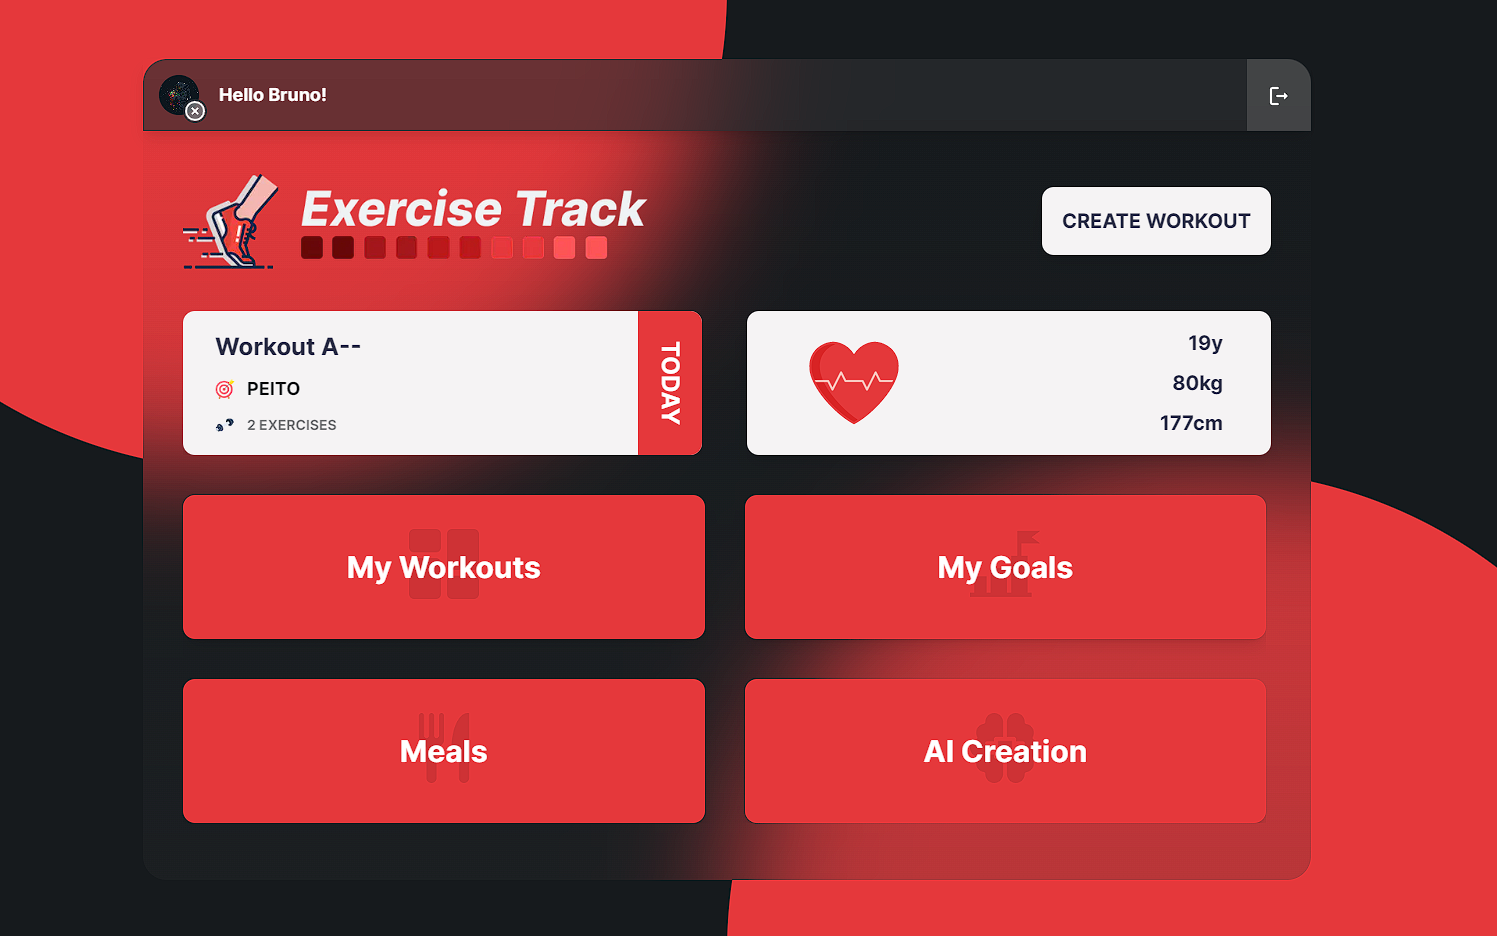 Hello Bruno!
Exercise Track
CREATE WORKOUT
Workout A--
PEITO
2 EXERCISES
TODAY
19y
80kg
177cm
My Workouts
My Goals
Meals
AI Creation